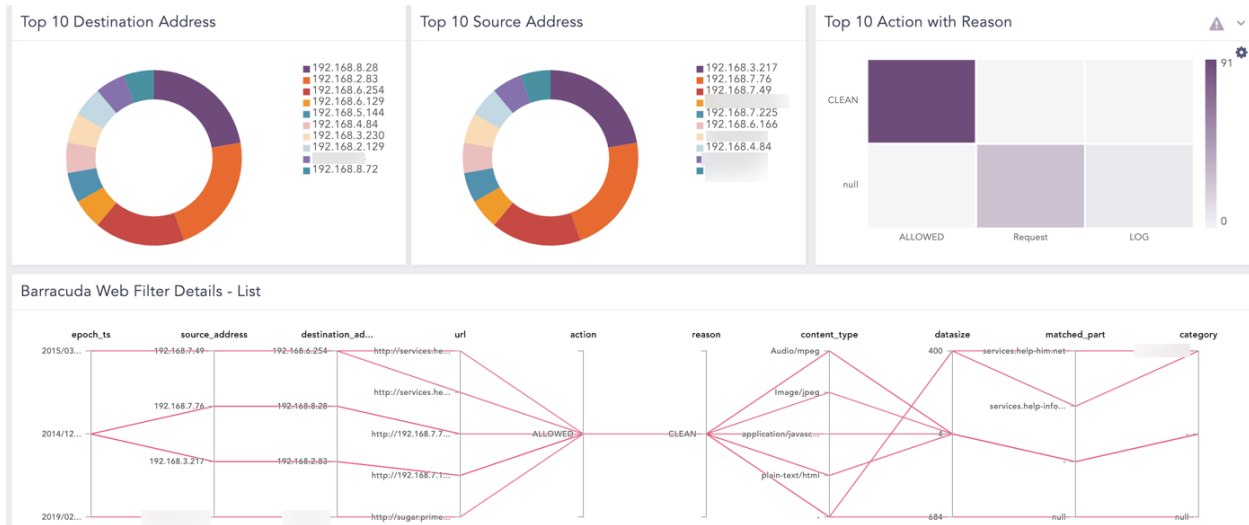 Top 10 Destination Address
192.168.8.28
192.168.2.83
192.168.6.254
192.168.6.129
192.168.5.144
192.168.4.84
192.168.3.230
192.168.2.129
192.168.8.72
Top 10 Source Address
192.168.3.217
192.168.7.76
192.168.7.49
192.168.7.225
192.168.6.166
192.168.4.84
Top 10 Action with Reason
CLEAN
null
ALLOWED Request LOG
91
0
Barracuda Web Filter Details - List
epoch_ts source_address destination_ad... url action reason content_type datasize matched_part category
2015/03... 192.168.7.49 192.168.6.254 http://services.he... Audio/mpeg 400 services.help-him.net
http://services.he... Image/jpeg
192.168.7.76 192.168.8.28 services.help-info...
2014/12... http://192.168.7.7... ALLOWED CLEAN application/javasc... 4 -
192.168.3.217 192.168.2.83 -
http://192.168.7.1... plain-text/html
2019/02... http://sugar.prime... - 684 null null